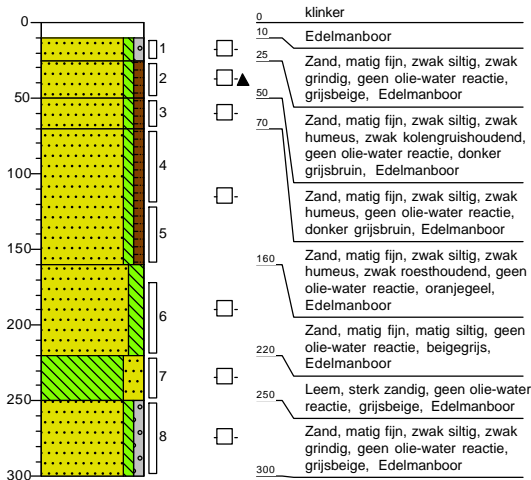 0
50
100
150
200
250
300
1
2
3
4
5
6
7
8
0
klinker
10
Edelmanboor
25
Zand, matig fijn, zwak siltig, zwak
grindig, geen olie-water reactie,
grijsbeige, Edelmanboor
50
Zand, matig fijn, zwak siltig, zwak
humeus, zwak kolengruishoudend,
geen olie-water reactie, donker
grijsbruin, Edelmanboor
70
Zand, matig fijn, zwak siltig, zwak
humeus, geen olie-water reactie,
donker grijsbruin, Edelmanboor
160
Zand, matig fijn, zwak siltig, zwak
humeus, zwak roesthoudend, geen
olie-water reactie, oranjegeel,
Edelmanboor
220
Zand, matig fijn, matig siltig, geen
olie-water reactie, beigegrijs,
Edelmanboor
250
Leem, sterk zandig, geen olie-water
reactie, grijsbeige, Edelmanboor
300
Zand, matig fijn, zwak siltig, zwak
grindig, geen olie-water reactie,
grijsbeige, Edelmanboor